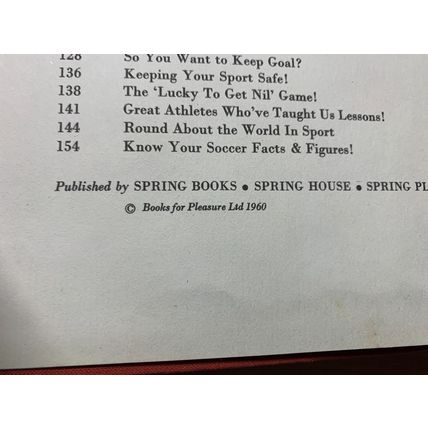 128 So You Want to Keep Goal?
136 Keeping Your Sport Safe!
138 The 'Lucky To Get Nil' Game!
141 Great Athletes Who've Taught Us Lessons!
144 Round About the World In Sport
154 Know Your Soccer Facts & Figures!
Published by SPRING BOOKS ● SPRING HOUSE ● SPRING PL
© Books for Pleasure Ltd 1960